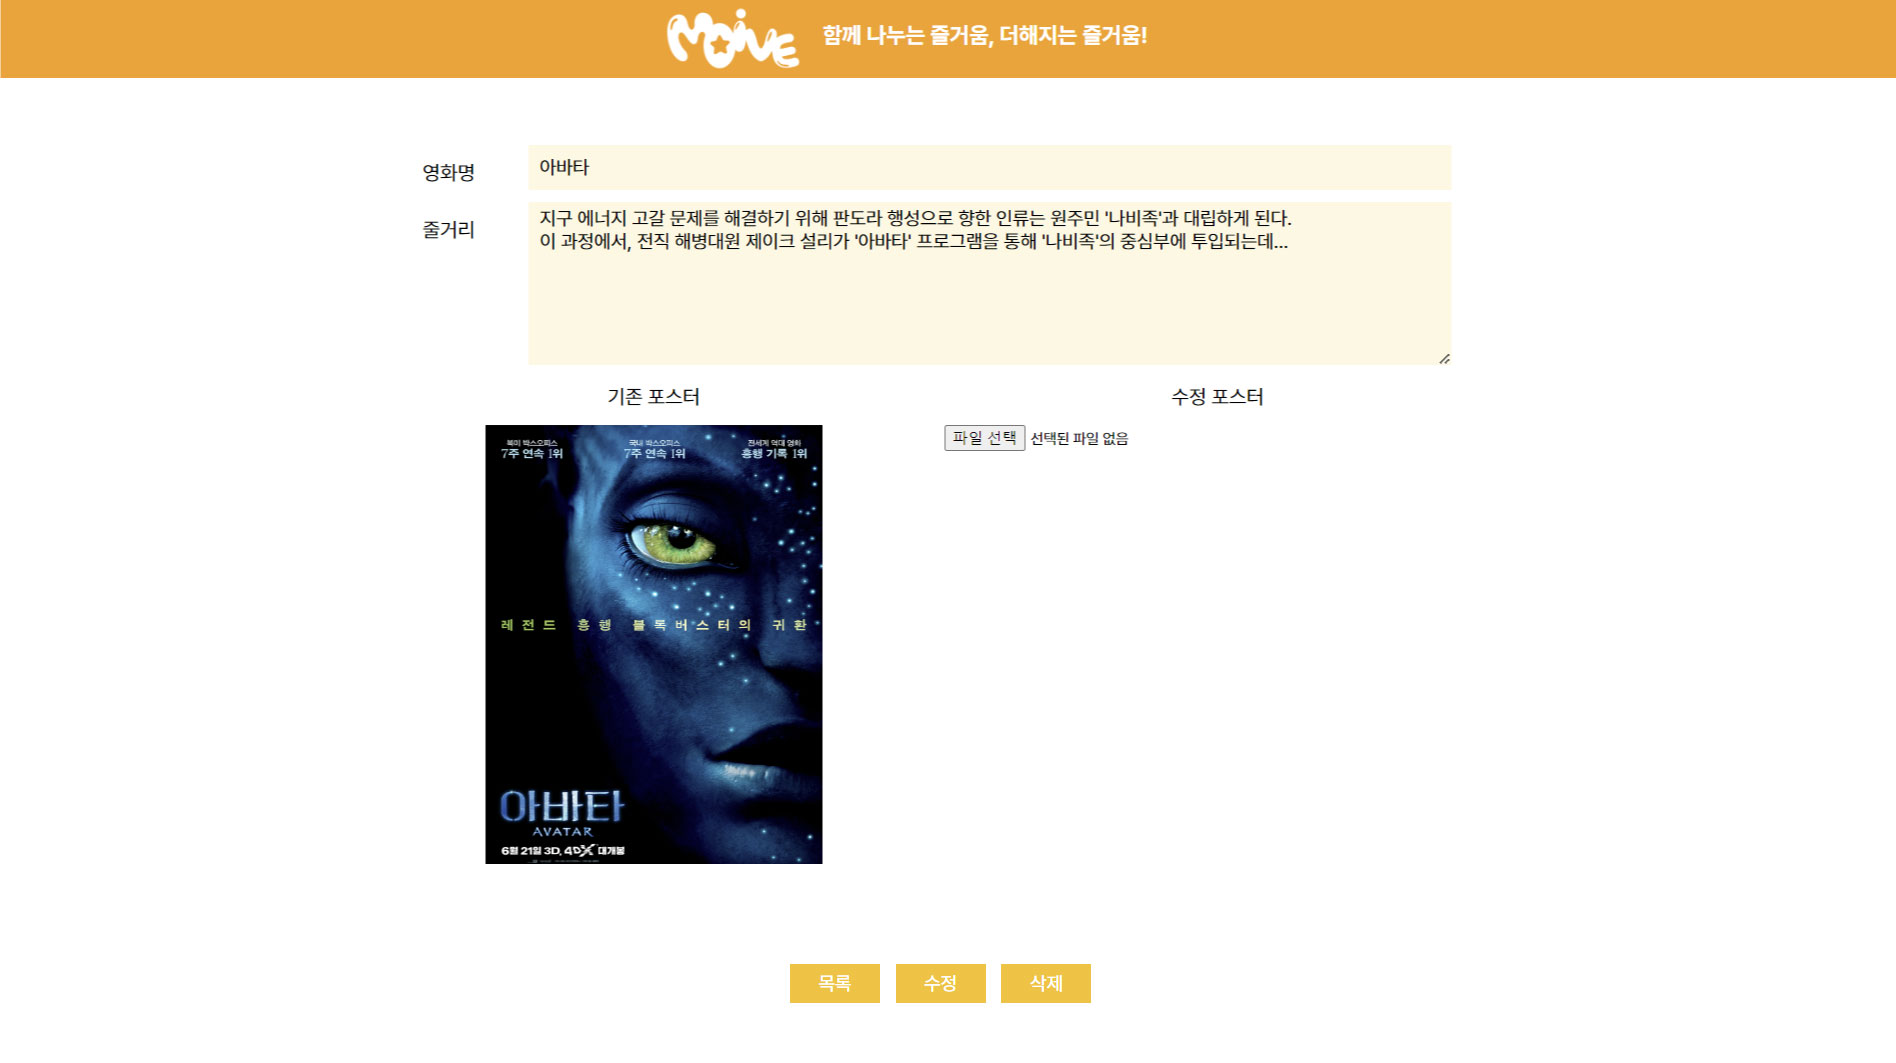 MOiVE 함께 나누는 즐거움, 더해지는 즐거움!
영화명 아바타
줄거리 지구 에너지 고갈 문제를 해결하기 위해 판도라 행성으로 향한 인류는 원주민 '나비족'과 대립하게 된다.
이 과정에서, 전직 해병대원 제이크 설리가 '아바타' 프로그램을 통해 '나비족'의 중심부에 투입되는데...
기존 포스터 수정 포스터
파일 선택 선택된 파일 없음
북미 박스오피스 국내 박스오피스 전세계 역대 영화
7주 연속 1위 7주 연속 1위 흥행 기록 1위
레전드 흥행 블록버스터의 귀환
아바타
AVATAR
6월 21일 3D, 4DX 대개봉
목록 수정 삭제